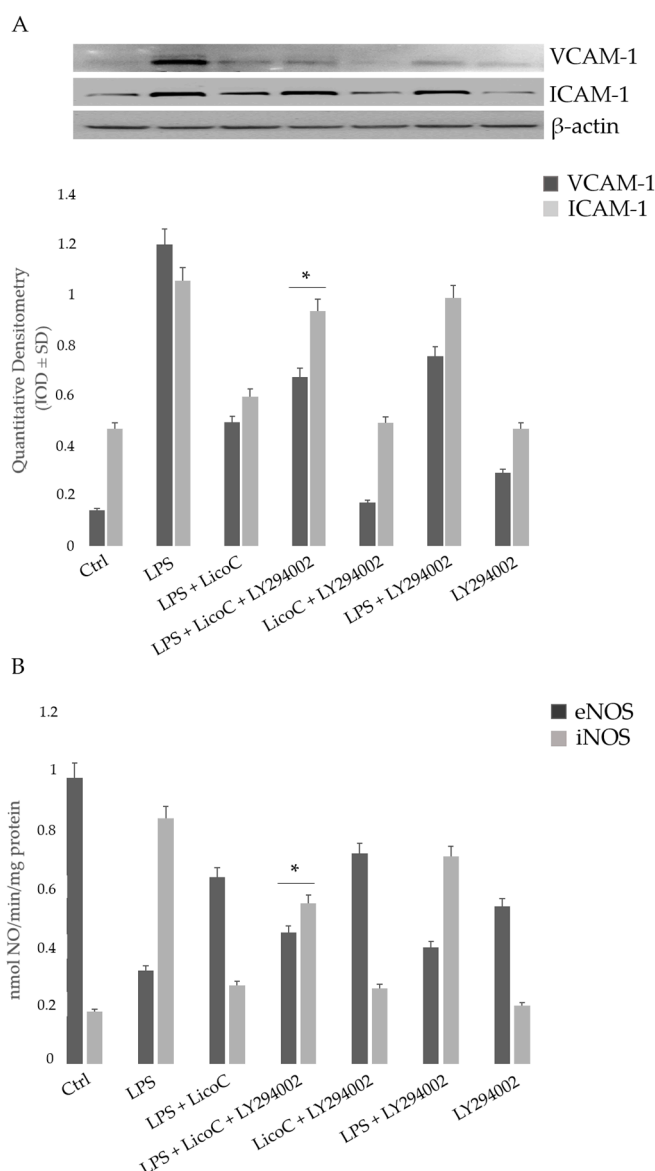 A
VCAM-1
ICAM-1
β-actin
VCAM-1
ICAM-1
Quantitative Densitometry
(IOD ± SD)
1.4
1.2
1
0.8
0.6
0.4
0.2
0
*
Ctrl
LPS
LPS + LicoC
LPS + LicoC + LY294002
LicoC + LY294002
LPS + LY294002
LY294002
B
eNOS
iNOS
nmol NO/min/mg protein
1.2
1
0.8
0.6
0.4
0.2
0
*
Ctrl
LPS
LPS + LicoC
LPS + LicoC + LY294002
LicoC + LY294002
LPS + LY294002
LY294002